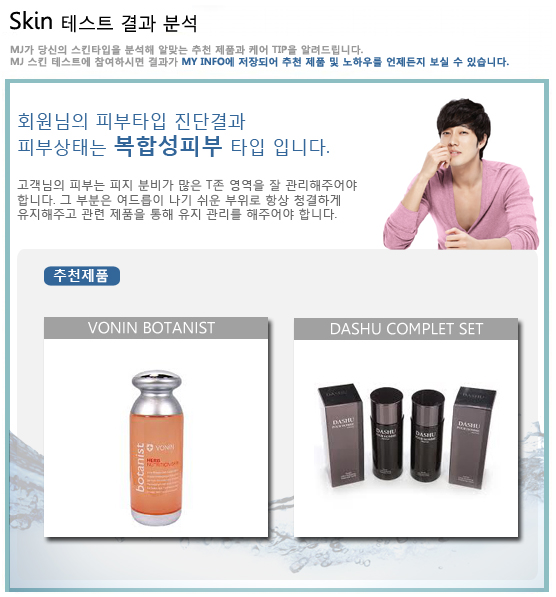 Skin 테스트 결과 분석
MJ가 당신의 스킨타입을 분석해 알맞는 추천 제품과 케어 TIP을 알려드립니다.
MJ 스킨 테스트에 참여하시면 결과가 MY INFO에 저장되어 추천 제품 및 노하우를 언제든지 보실 수 있습니다.
회원님의 피부타입 진단결과
피부상태는 복합성피부 타입 입니다.
고객님의 피부는 피지 분비가 많은 T존 영역을 잘 관리해주어야
합니다. 그 부분은 여드름이 나기 쉬운 부위로 항상 청결하게
유지해주고 관련 제품을 통해 유지 관리를 해주어야 합니다.
추천제품
VONIN BOTANIST
DASHU COMPLET SET
VONIN
botanist
DASHU
DASHU
DASHU
DASHU